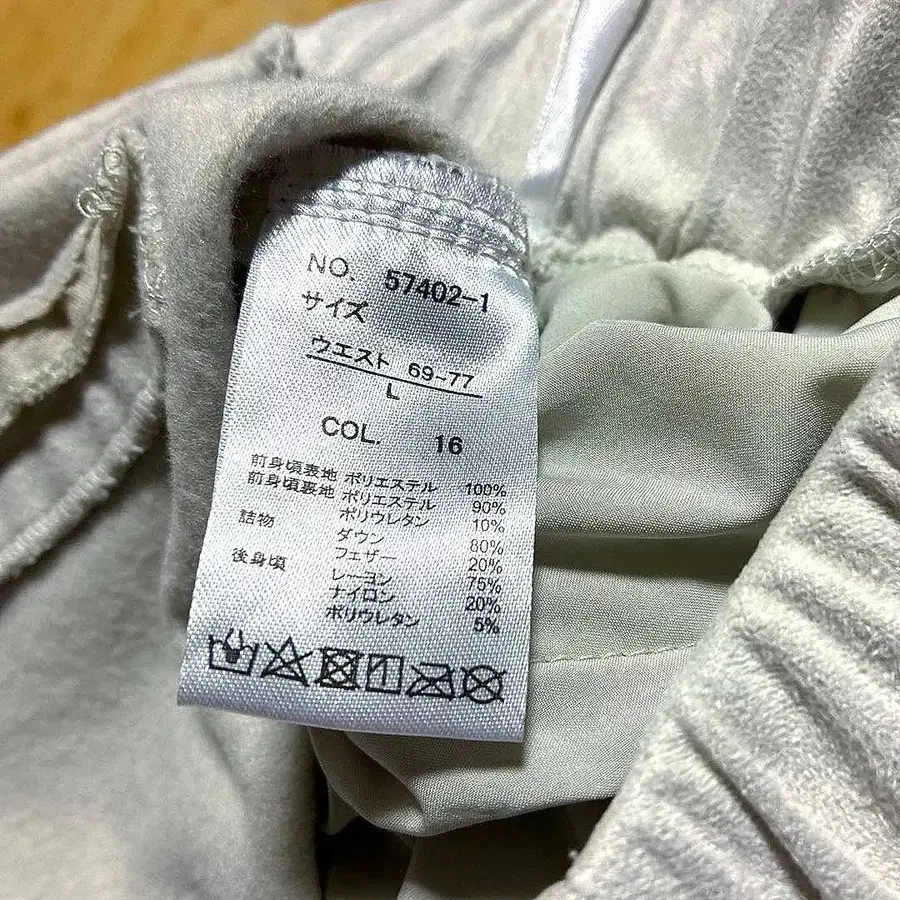 NO. 57402-1
サイズ
ウエスト 69-77
L
COL. 16
前身頃表地 ポリエステル 100%
前身頃裏地 ポリエステル 90%
ポリウレタン 10%
詰物 ダウン 80%
フェザー 20%
後身頃 レーヨン 75%
ナイロン 20%
ポリウレタン 5%